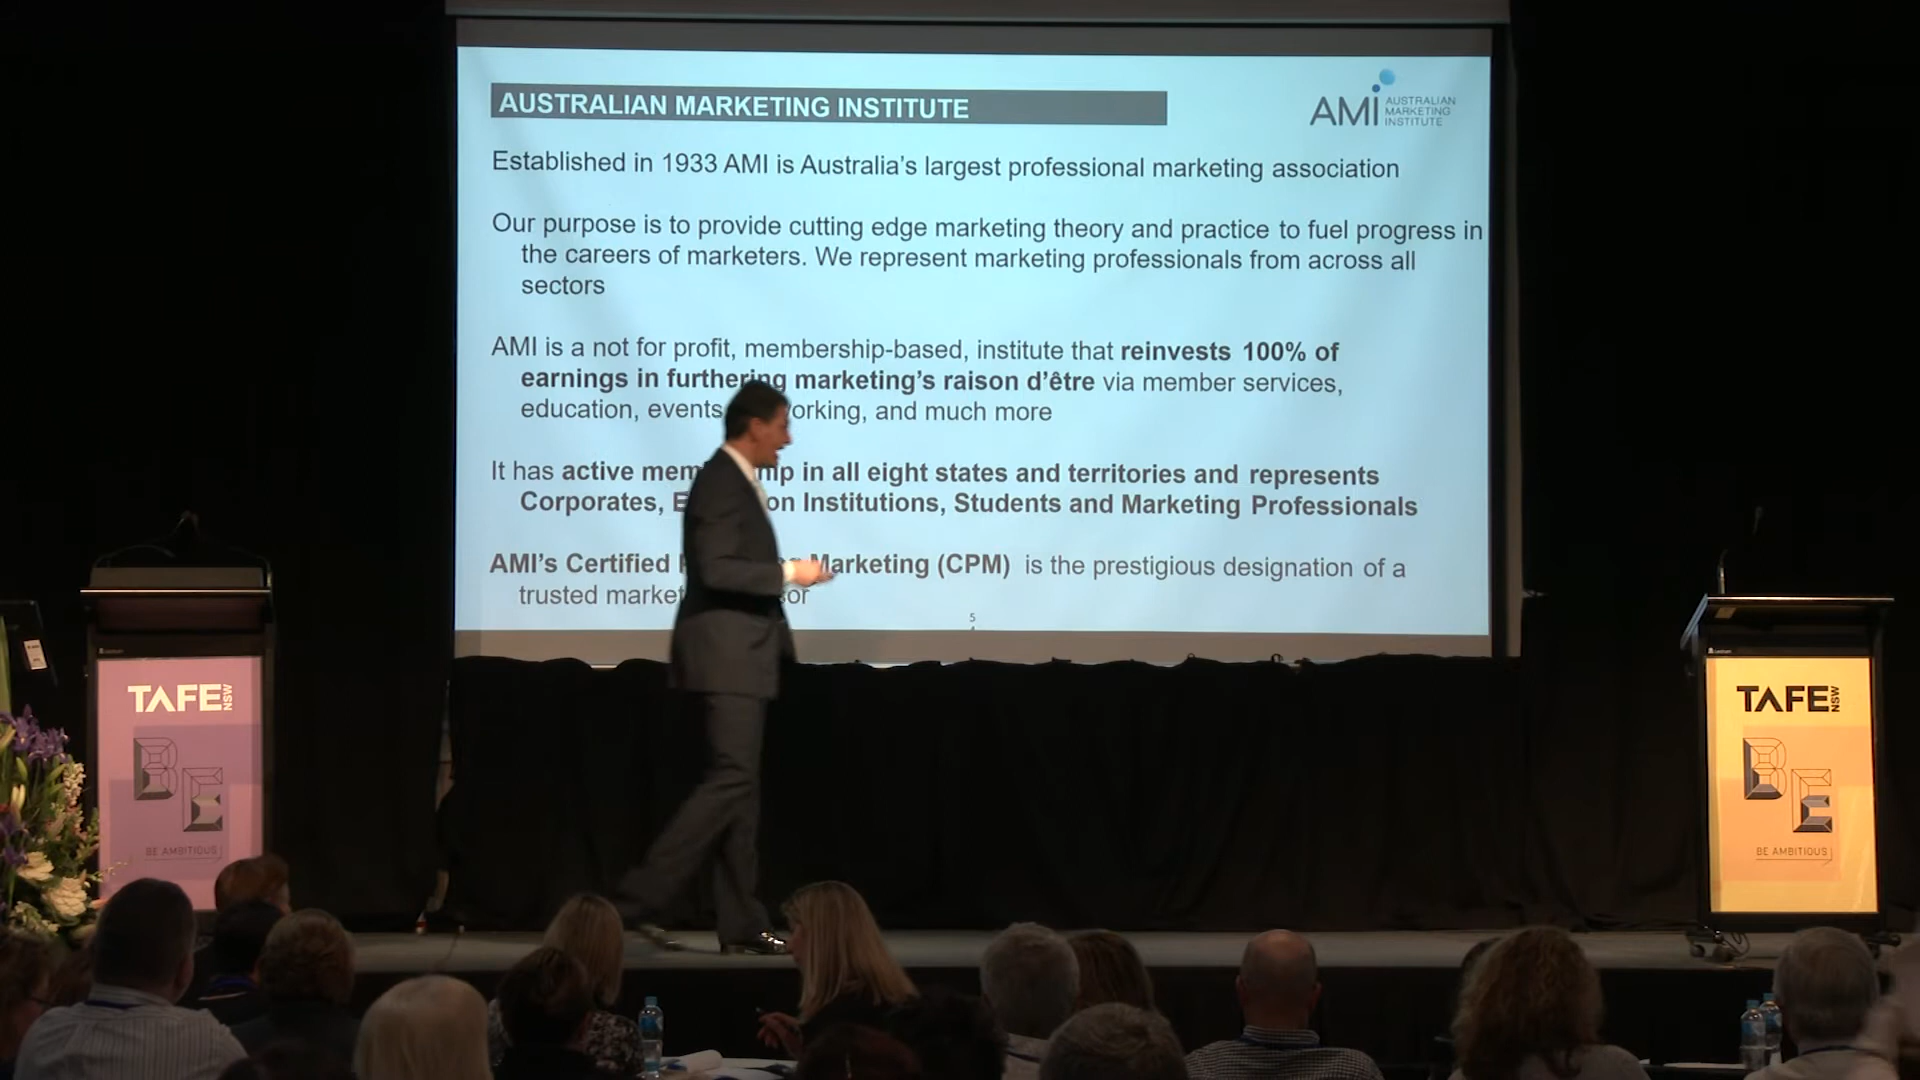 AUSTRALIAN MARKETING INSTITUTE
AMI AUSTRALIAN
MARKETING
INSTITUTE
Established in 1933 AMI is Australia's largest professional marketing association
Our purpose is to provide cutting edge marketing theory and practice to fuel progress in
the careers of marketers. We represent marketing professionals from across all
sectors
AMI is a not for profit, membership-based, institute that reinvests 100% of
earnings in furthering marketing's raison d'être via member services,
education, events orking, and much more
It has active mem ip in all eight states and territories and represents
Corporates, E on Institutions, Students and Marketing Professionals
AMI's Certified Marketing (CPM) is the prestigious designation of a
trusted market or
5
TAFE NSW
BE
BE AMBITIOUS
TAFE NSW
BE
BE AMBITIOUS